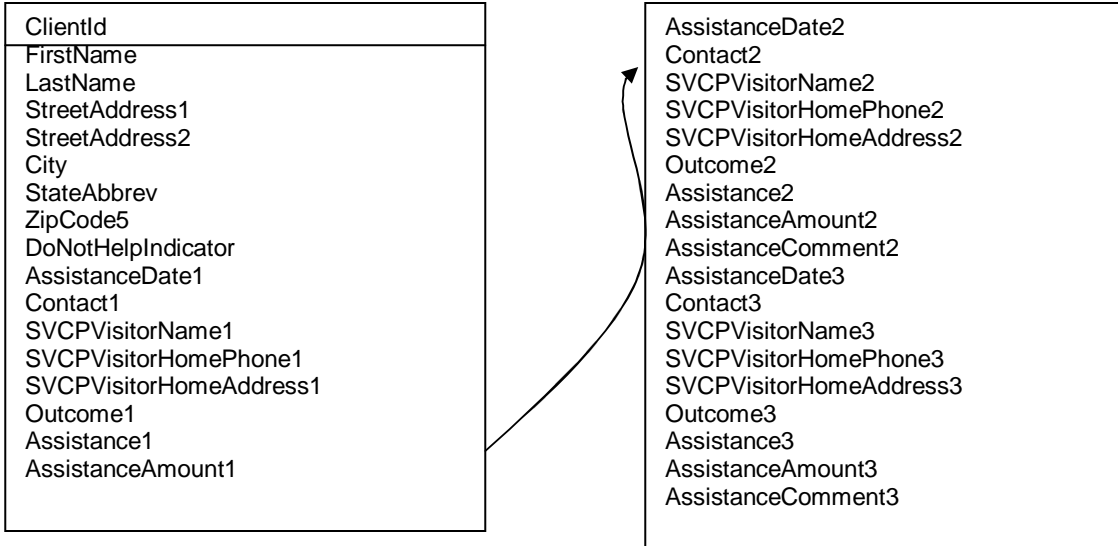 ClientId
FirstName
LastName
StreetAddress1
StreetAddress2
City
StateAbbrev
ZipCode5
DoNotHelpIndicator
AssistanceDate1
Contact1
SVCPVisitorName1
SVCPVisitorHomePhone1
SVCPVisitorHomeAddress1
Outcome1
Assistance1
AssistanceAmount1
AssistanceDate2
Contact2
SVCPVisitorName2
SVCPVisitorHomePhone2
SVCPVisitorHomeAddress2
Outcome2
Assistance2
AssistanceAmount2
AssistanceComment2
AssistanceDate3
Contact3
SVCPVisitorName3
SVCPVisitorHomePhone3
SVCPVisitorHomeAddress3
Outcome3
Assistance3
AssistanceAmount3
AssistanceComment3